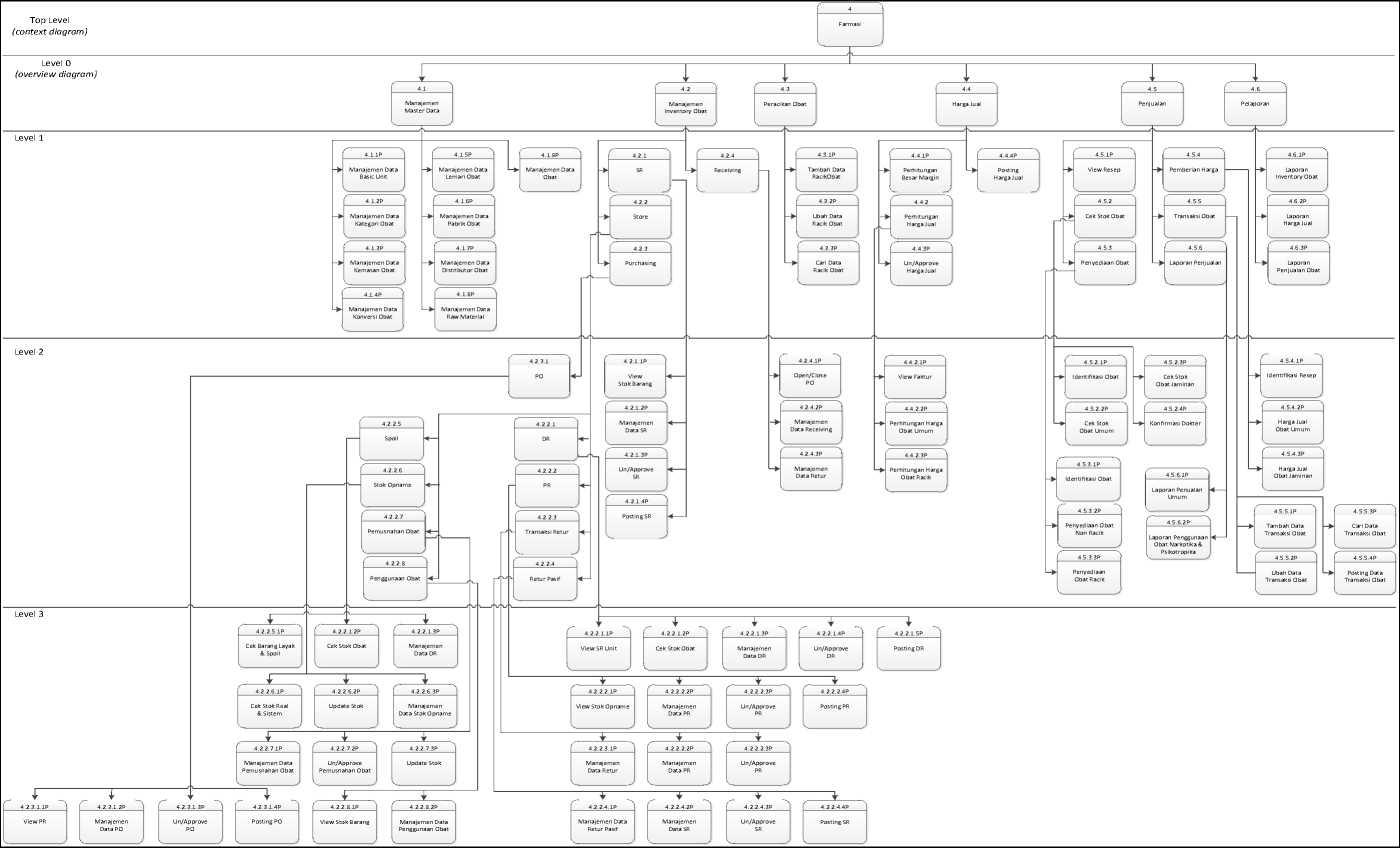 Top Level
(context diagram)
4
Farmasi
Level 0
(overview diagram)
4.1
Manajemen
Master Data
4.2
Manajemen
Inventory Obat
4.3
Peracikan Obat
4.4
Harga Jual
4.5
Penjualan
4.6
Pelaporan
Level 1
4.1.1P
Manajemen Data
Basic Unit
4.1.5P
Manajemen Data
Lemari Obat
4.1.9P
Manajemen Data
Obat
4.2.1
SR
4.2.4
Receiving
4.3.1P
Tambah Data
RacikObat
4.4.1P
Perhitungan
Besar Margin
4.4.4P
Posting
Harga Jual
4.5.1P
View Resep
4.5.4
Pemberian Harga
4.6.1P
Laporan
Inventory Obat
4.1.2P
Manajemen Data
Kategori Obat
4.1.6P
Manajemen Data
Pabrik Obat
4.2.2
Store
4.3.2P
Ubah Data
Racik Obat
4.4.2
Perhitungan
Harga Jual
4.5.2
Cek Stok Obat
4.5.5
Transaksi Obat
4.6.2P
Laporan
Harga Jual
4.1.3P
Manajemen Data
Kemasan Obat
4.1.7P
Manajemen Data
Distributor Obat
4.2.3
Purchasing
4.3.3P
Cari Data
Racik Obat
4.4.3P
Un/Approve
Harga Jual
4.5.3
Penyediaan Obat
4.5.6
Laporan Penjualan
4.6.3P
Laporan
Penjualan Obat
4.1.4P
Manajemen Data
Konversi Obat
4.1.8P
Manajemen Data
Raw Material
Level 2
4.2.3.1
PO
4.2.1.1P
View
Stok Barang
4.2.4.1P
Open/Close
PO
4.4.2.1P
View Faktur
4.5.2.1P
Identifikasi Obat
4.5.2.3P
Cek Stok
Obat Jaminan
4.5.4.1P
Identifikasi Resep
4.2.1.2P
Manajemen
Data SR
4.2.4.2P
Manajemen
Data Receiving
4.4.2.2P
Perhitungan Harga
Obat Umum
4.5.2.2P
Cek Stok
Obat Umum
4.5.2.4P
Konfirmasi Dokter
4.5.4.2P
Harga Jual
Obat Umum
4.2.2.5
Spoil
4.2.2.1
DR
4.2.1.3P
Un/Approve
SR
4.2.4.3P
Manajemen
Data Retur
4.4.2.3P
Perhitungan Harga
Obat Racik
4.5.4.3P
Harga Jual
Obat Jaminan
4.2.2.6
Stok Opname
4.2.2.2
PR
4.5.3.1P
Identifikasi Obat
4.5.6.1P
Laporan Penjualan
Umum
4.2.1.4P
Posting SR
4.2.2.7
Pemusnahan Obat
4.2.2.3
Transaksi Retur
4.5.3.2P
Penyediaan Obat
Non Racik
4.5.6.2P
Laporan Penggunaan
Obat Narkotika &
Psikotropika
4.5.5.1P
Tambah Data
Transaksi Obat
4.5.5.3P
Cari Data
Transaksi Obat
4.2.2.8
Penggunaan Obat
4.2.2.4
Retur Pasif
4.5.3.3P
Penyediaan
Obat Racik
4.5.5.2P
Ubah Data
Transaksi Obat
4.5.5.4P
Posting Data
Transaksi Obat
Level 3
4.2.2.5.1P
Cek Barang Layak
& Spoil
4.2.2.1.2P
Cek Stok Obat
4.2.2.1.3P
Manajemen
Data DR
4.2.2.1.1P
View SR Unit
4.2.2.1.2P
Cek Stok Obat
4.2.2.1.3P
Manajemen
Data DR
4.2.2.1.4P
Un/Approve
DR
4.2.2.1.5P
Posting DR
4.2.2.6.1P
Cek Stok Real
& Sistem
4.2.2.6.2P
Update Stok
4.2.2.6.3P
Manajemen
Data Stok Opname
4.2.2.2.1P
View Stok Opname
4.2.2.2.2P
Manajemen
Data PR
4.2.2.2.3P
Un/Approve
PR
4.2.2.2.4P
Posting PR
4.2.2.7.1P
Manajemen Data
Pemusnahan Obat
4.2.2.7.2P
Un/Approve
Pemusnahan Obat
4.2.2.7.3P
Update Stok
4.2.2.3.1P
Manajemen
Data Retur
4.2.2.2.2P
Manajemen
Data PR
4.2.2.2.3P
Un/Approve
PR
4.2.3.1.1P
View PR
4.2.3.1.2P
Manajemen
Data PO
4.2.3.1.3P
Un/Approve
PO
4.2.3.1.4P
Posting PO
4.2.2.8.1P
View Stok Barang
4.2.2.8.2P
Manajemen Data
Penggunaan Obat
4.2.2.4.1P
Manajemen Data
Retur Pasif
4.2.2.4.2P
Manajemen
Data SR
4.2.2.4.3P
Un/Approve
SR
4.2.2.4.4P
Posting SR